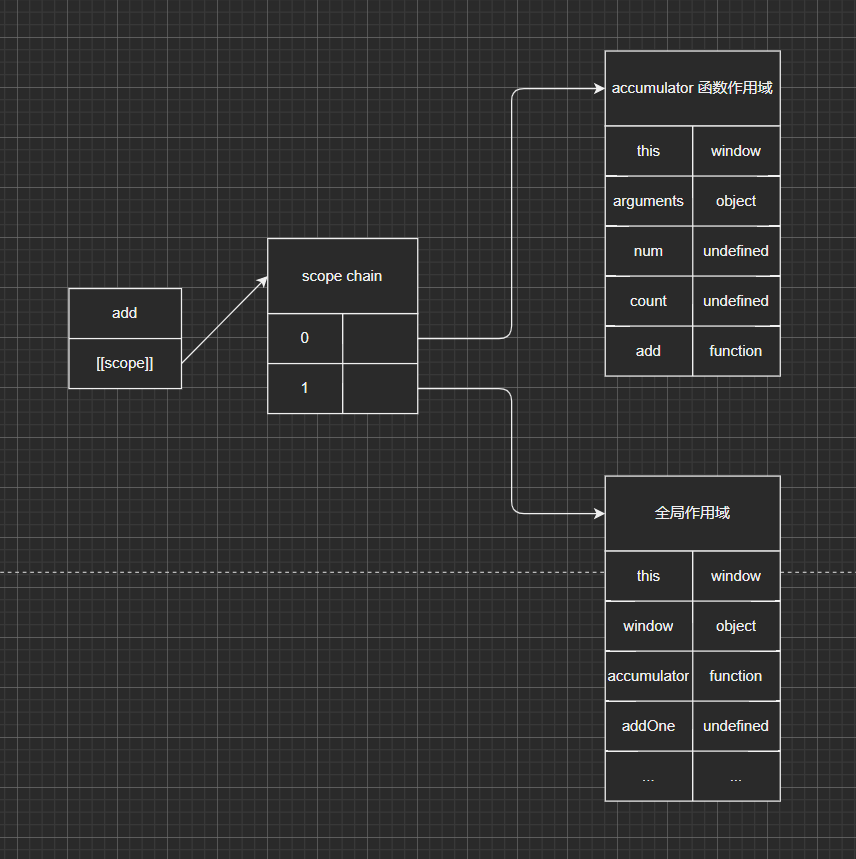 add
[[scope]]
scope chain
0
1
accumulator 函数作用域
this window
arguments object
num undefined
count undefined
add function
全局作用域
this window
window object
accumulator function
addOne undefined
... ...